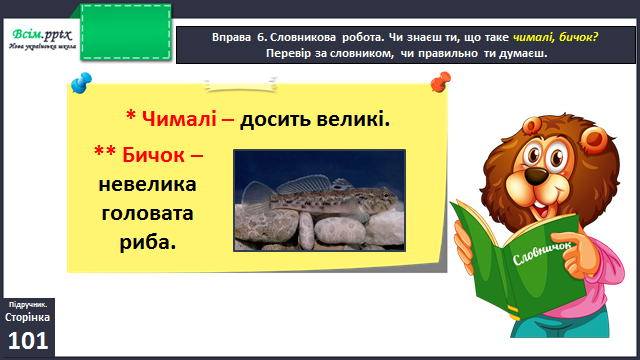 Всім.pptx
Нова українська школа
Вправа 6. Словникова робота. Чи знаєш ти, що таке чималі, бичок?
Перевір за словником, чи правильно ти думаєш.
* Чималі – досить великі.
** Бичок –
невелика
головата
риба.
Словничок
Підручник.
Сторінка
101